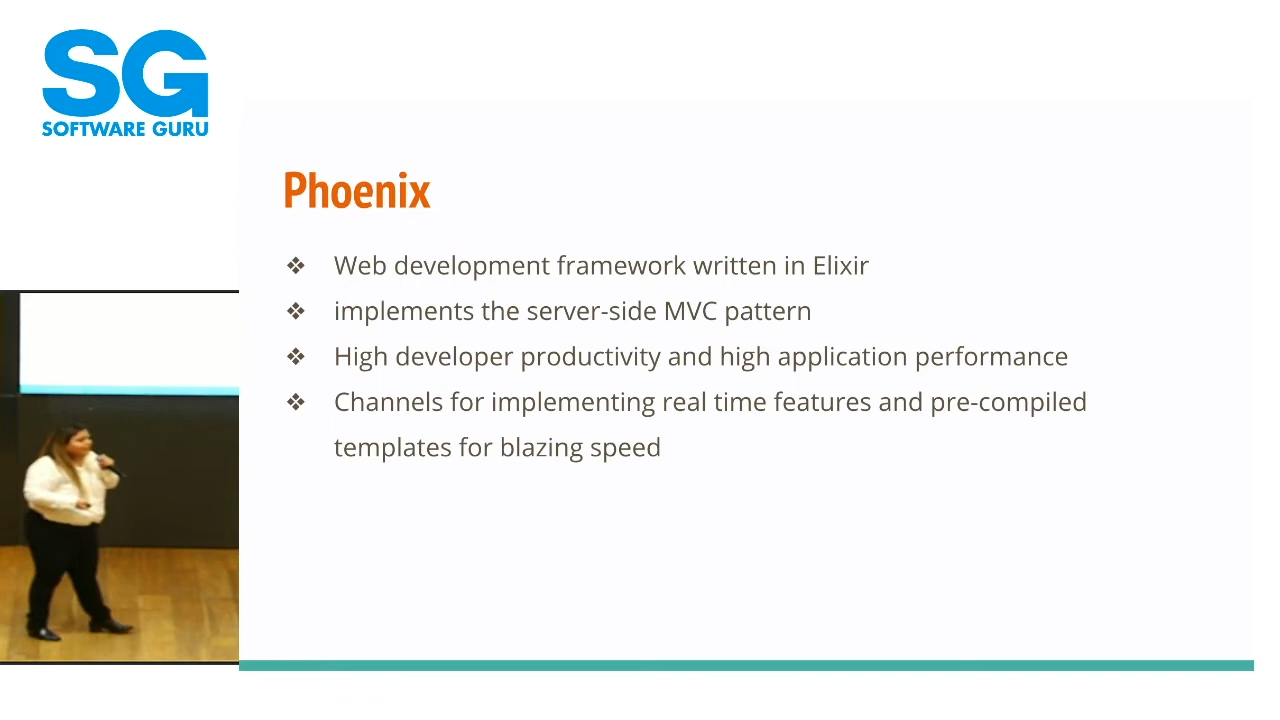 SG
SOFTWARE GURU
Phoenix
❖ Web development framework written in Elixir
❖ implements the server-side MVC pattern
❖ High developer productivity and high application performance
❖ Channels for implementing real time features and pre-compiled
templates for blazing speed